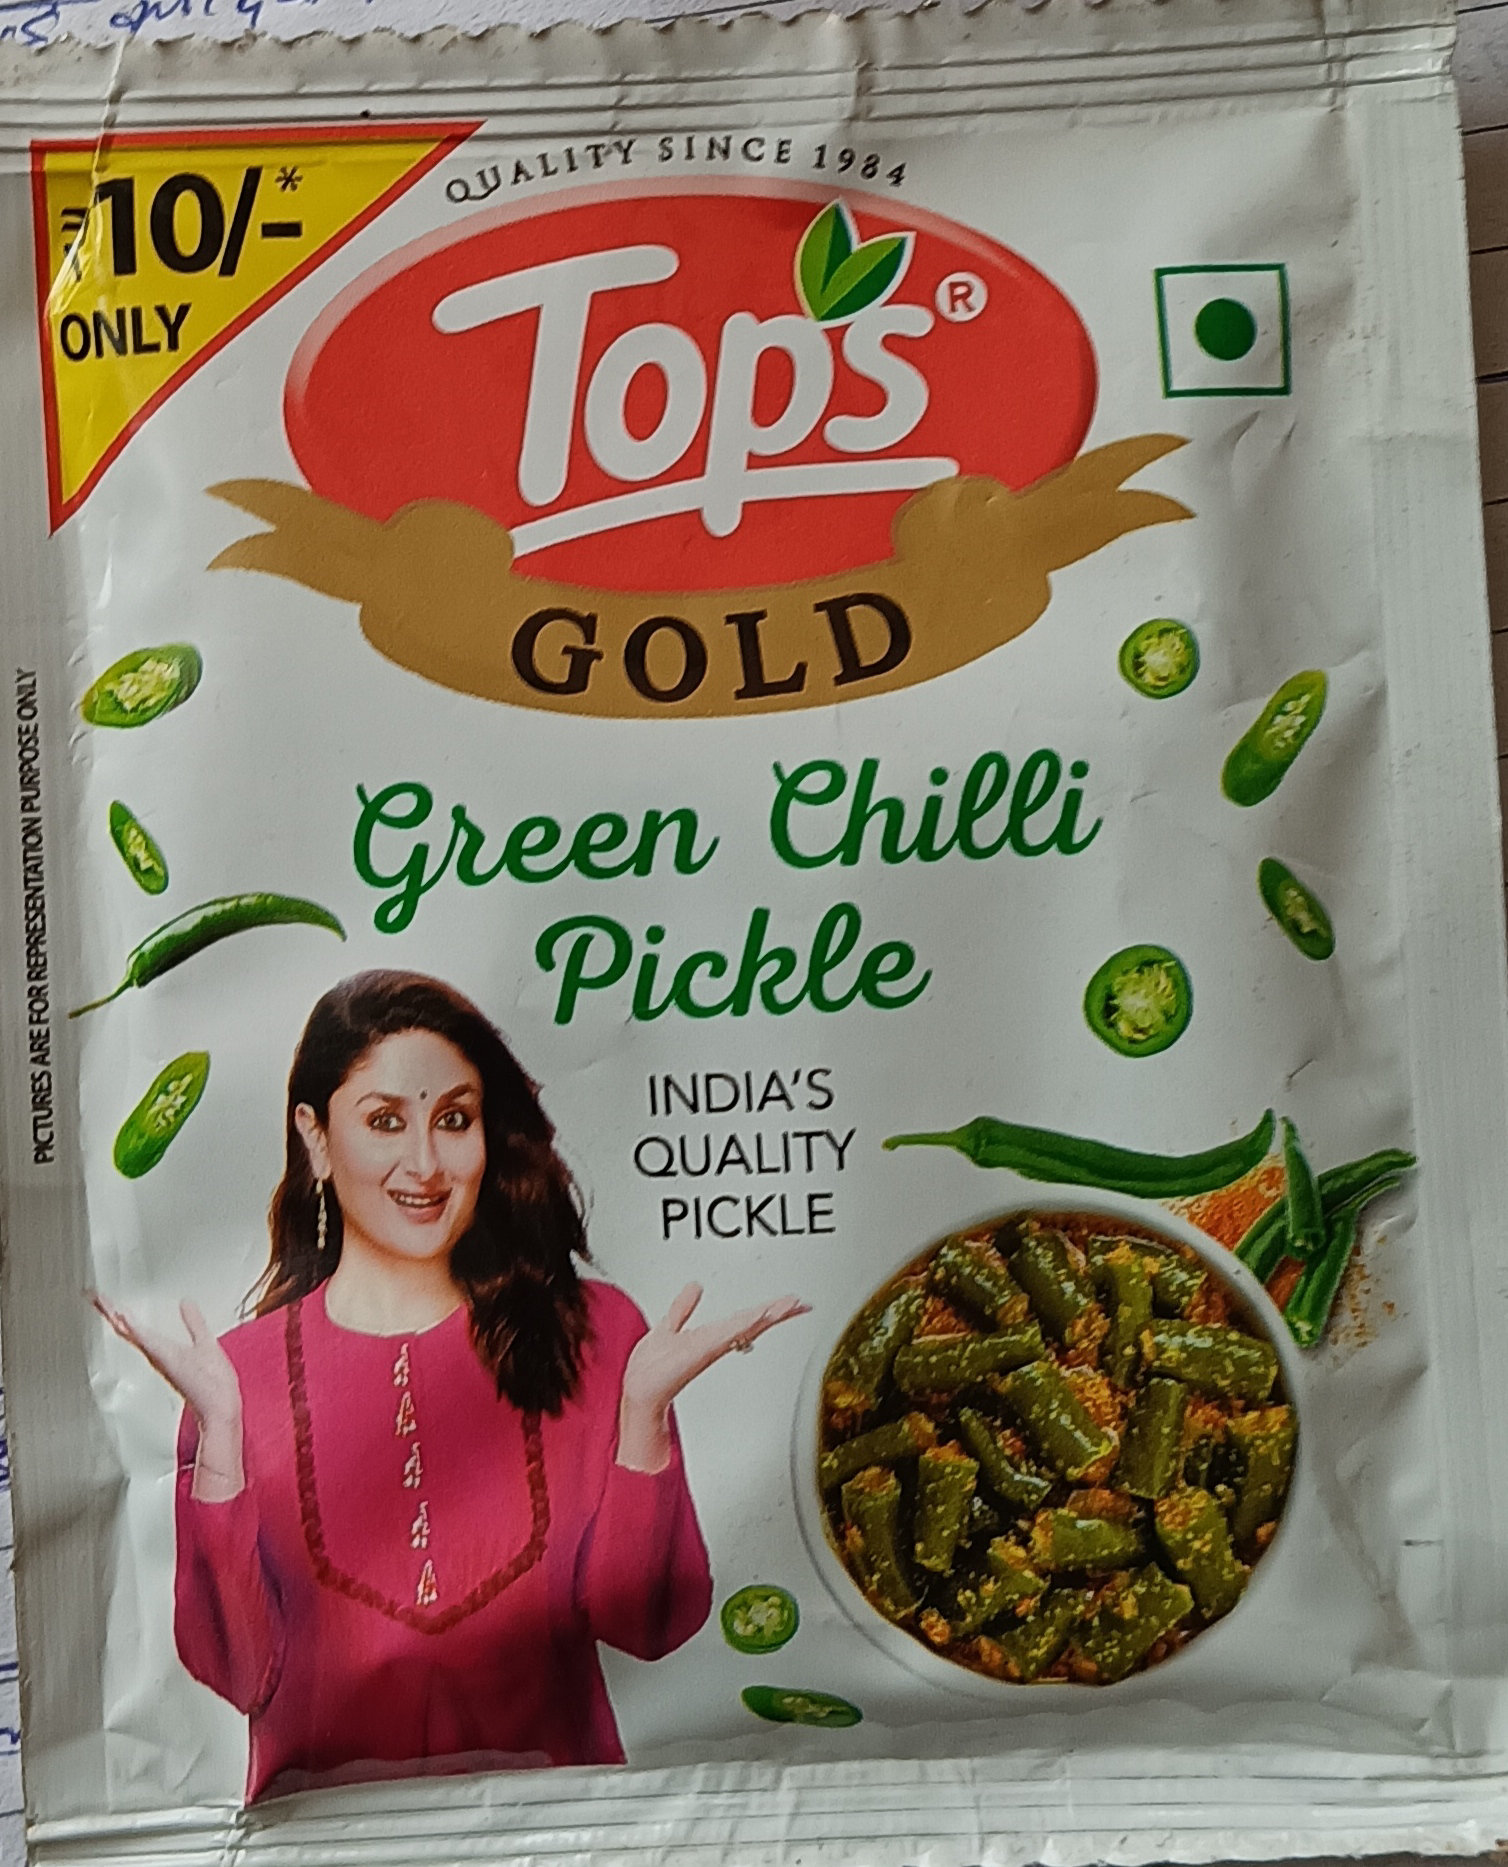 QUALITY SINCE 1984
₹10/-*
ONLY
Top's®
GOLD
Green Chilli
Pickle
INDIA'S
QUALITY
PICKLE
PICTURES ARE FOR REPRESENTATION PURPOSE ONLY